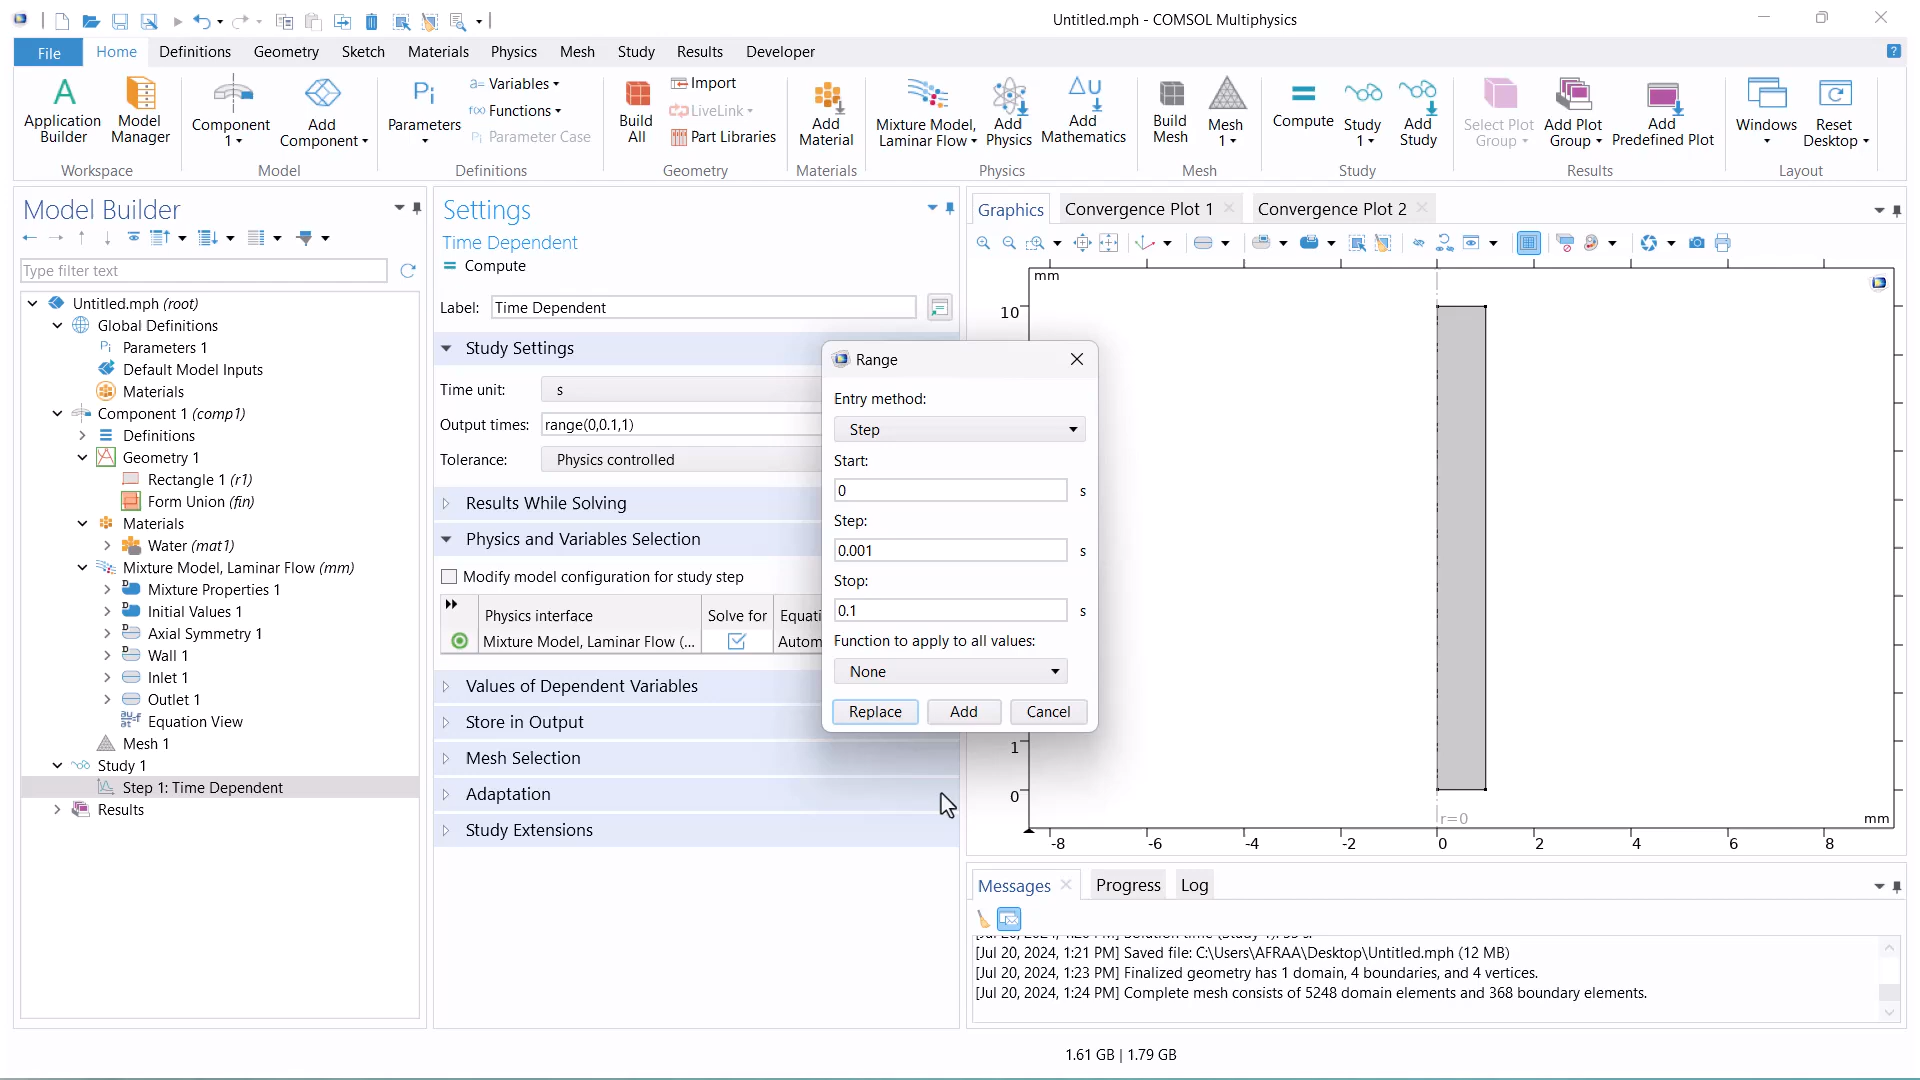 Untitled.mph - COMSOL Multiphysics
File
Home
Definitions
Geometry
Sketch
Materials
Physics
Mesh
Study
Results
Developer
Application Builder
Model Manager
Workspace
Component 1
Add Component
Model
Pi
Parameters
a= Variables
f(x) Functions
Pi Parameter Case
Definitions
Build All
Import
LiveLink
Part Libraries
Geometry
Add Material
Materials
Mixture Model, Laminar Flow
Add Physics
ΔU
Add Mathematics
Physics
Build Mesh
Mesh 1
Mesh
Compute
Study 1
Add Study
Study
Select Plot Group
Add Plot Group
Add Predefined Plot
Results
Windows
Reset Desktop
Layout
Model Builder
Type filter text
Untitled.mph (root)
Global Definitions
Pi Parameters 1
Default Model Inputs
Materials
Component 1 (comp1)
Definitions
Geometry 1
Rectangle 1 (r1)
Form Union (fin)
Materials
Water (mat1)
Mixture Model, Laminar Flow (mm)
D Mixture Properties 1
D Initial Values 1
D Axial Symmetry 1
D Wall 1
Inlet 1
Outlet 1
Equation View
Mesh 1
Study 1
Step 1: Time Dependent
Results
Settings
Time Dependent
= Compute
Label: Time Dependent
Study Settings
Time unit: s
Output times: range(0,0.1,1)
Tolerance: Physics controlled
Results While Solving
Physics and Variables Selection
Modify model configuration for study step
Physics interface Solve for Equati
Mixture Model, Laminar Flow (... Autom
Values of Dependent Variables
Store in Output
Mesh Selection
Adaptation
Study Extensions
Range
Entry method:
Step
Start:
0 s
Step:
0.001 s
Stop:
0.1 s
Function to apply to all values:
None
Replace Add Cancel
Graphics
Convergence Plot 1
Convergence Plot 2
mm
10
1
0
r=0
mm
-8 -6 -4 -2 0 2 4 6 8
Messages
Progress
Log
[Jul 20, 2024, 1:21 PM] Saved file: C:\Users\AFRAA\Desktop\Untitled.mph (12 MB)
[Jul 20, 2024, 1:23 PM] Finalized geometry has 1 domain, 4 boundaries, and 4 vertices.
[Jul 20, 2024, 1:24 PM] Complete mesh consists of 5248 domain elements and 368 boundary elements.
1.61 GB | 1.79 GB